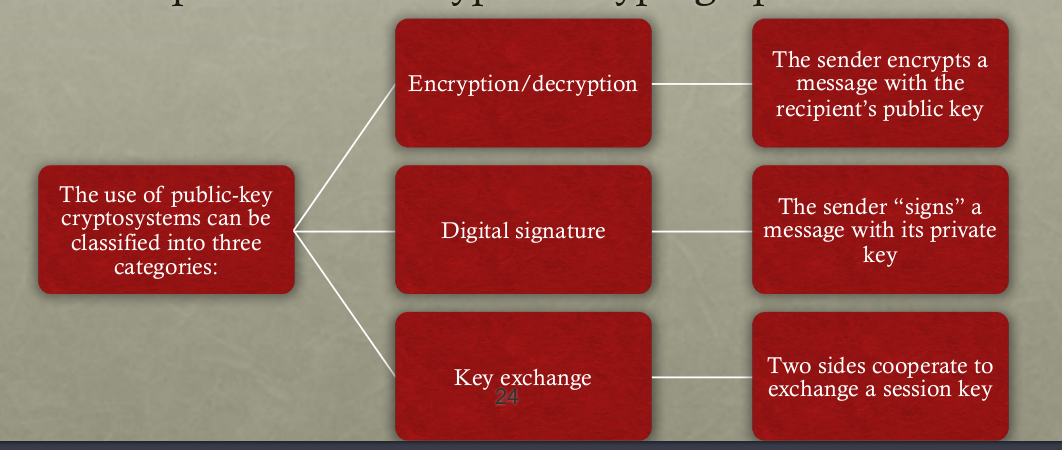 The use of public-key
cryptosystems can be
classified into three
categories:
Encryption/decryption
The sender encrypts a
message with the
recipient’s public key
Digital signature
The sender “signs” a
message with its private
key
Key exchange
24
Two sides cooperate to
exchange a session key